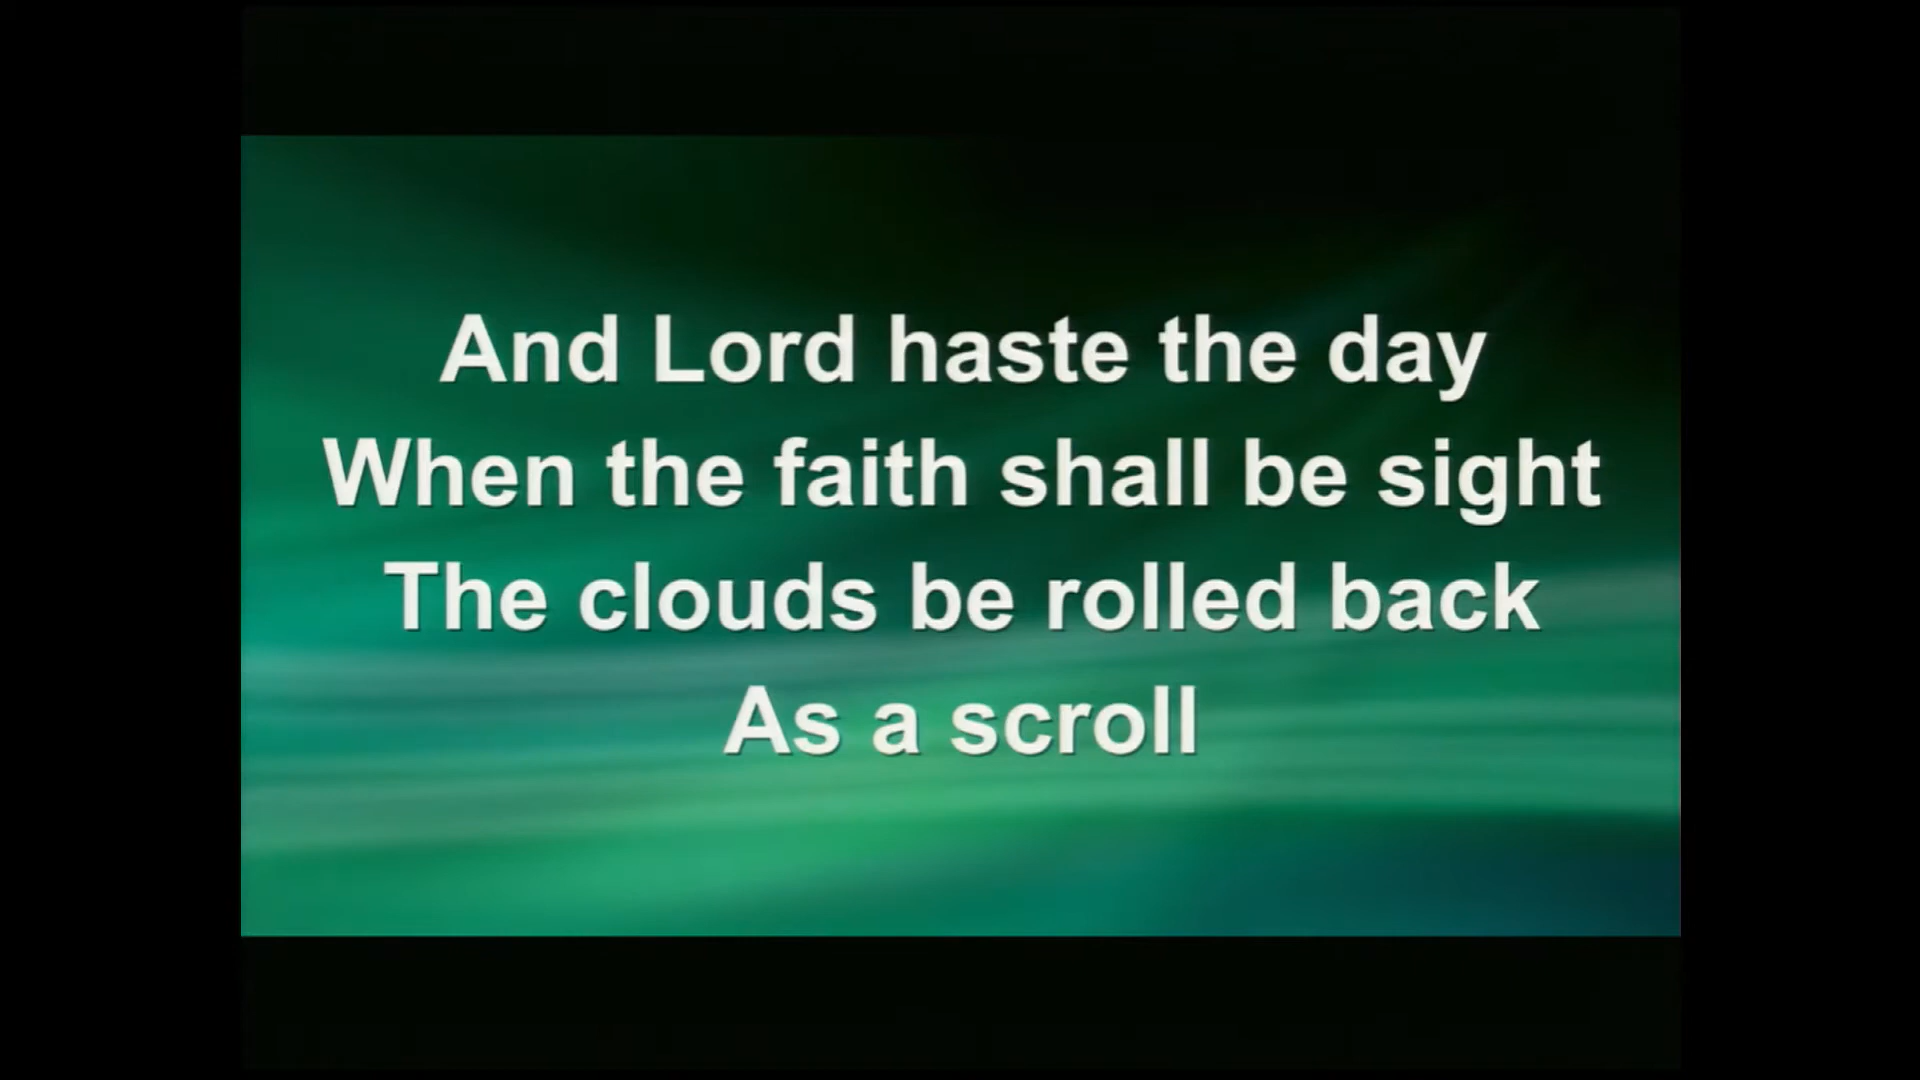 And Lord haste the day
When the faith shall be sight
The clouds be rolled back
As a scroll